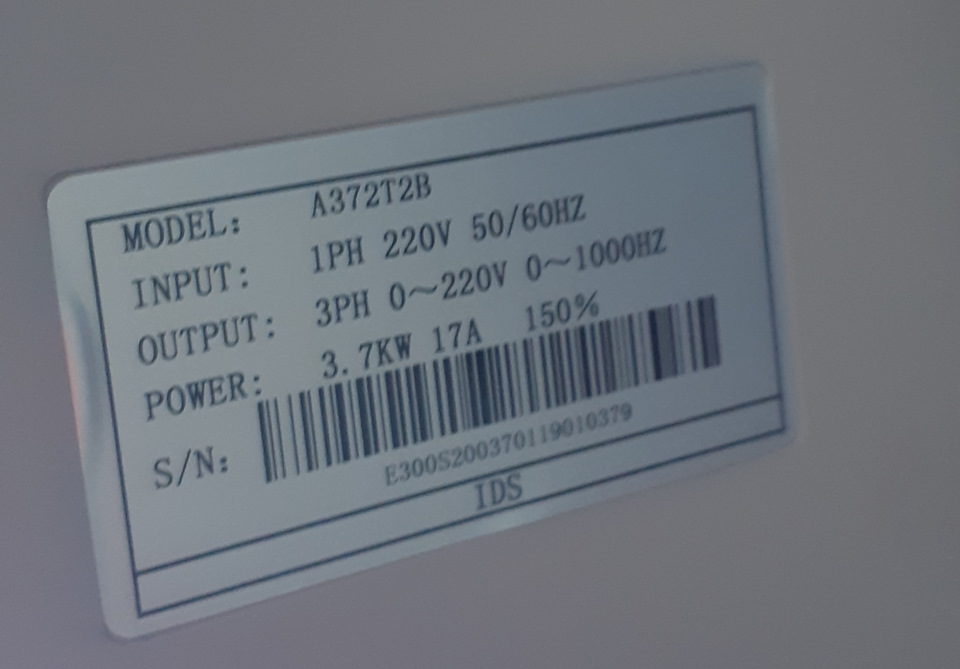 MODEL: A372T2B
INPUT: 1PH 220V 50/60HZ
OUTPUT: 3PH 0～220V 0～1000HZ
POWER: 3.7KW 17A 150%
S/N:
E300S200370119010379
IDS